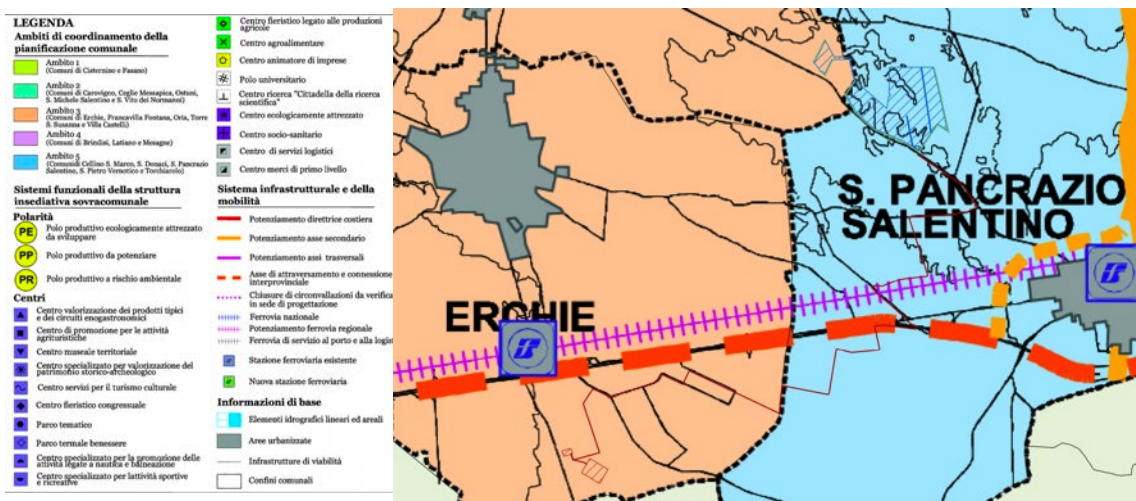 LEGENDA
Ambiti di coordinamento della
pianificazione comunale
Ambito 1
(Comuni di Cisternino e Fasano)
Ambito 2
(Comuni di Carovigno, Ceglie Messapica, Ostuni,
S. Michele Salentino e S. Vito dei Normanni)
Ambito 3
(Comuni di Erchie, Francavilla Fontana, Oria, Torre
S. Susanna e Villa Castelli)
Ambito 4
(Comuni di Brindisi, Latiano e Mesagne)
Ambito 5
(Comunidi Cellino S. Marco, S. Donaci, S. Pancrazio
Salentino, S. Pietro Vernotico e Torchiarolo)
Sistemi funzionali della struttura
insediativa sovracomunale
Polarità
PE Polo produttivo ecologicamente attrezzato
da sviluppare
PP Polo produttivo da potenziare
PR Polo produttivo a rischio ambientale
Centri
Centro valorizzazione dei prodotti tipici
e dei circuiti enogastronomici
Centro di promozione per le attività
agrituristiche
Centro museale territoriale
Centro specializzato per valorizzazione del
patrimonio storico-archeologico
Centro servizi per il turismo culturale
Centro fieristico congressuale
Parco tematico
Parco termale benessere
Centro specializzato per la promozione delle
attività legate a nautica e balneazione
Centro specializzato per lattività sportive
e ricreative
Centro fieristico legato alle produzioni
agricole
Centro agroalimentare
Centro animatore di imprese
Polo universitario
Centro ricerca "Cittadella della ricerca
scientifica"
Centro ecologicamente attrezzato
Centro socio-sanitario
Centro di servizi logistici
Centro merci di primo livello
Sistema infrastrutturale e della
mobilità
Potenziamento direttrice costiera
Potenziamento asse secondario
Potenziamento assi trasversali
Asse di attraversamento e connessione
interprovinciale
Chiusure di circonvallazioni da verifica
in sede di progettazione
Ferrovia nazionale
Potenziamento ferrovia regionale
Ferrovia di servizio al porto e alla logis
Stazione ferroviaria esistente
Nuova stazione ferroviaria
Informazioni di base
Elementi idrografici lineari ed areali
Aree urbanizzate
Infrastrutture di viabilità
Confini comunali
S. PANCRAZIO
SALENTINO
ERCHIE